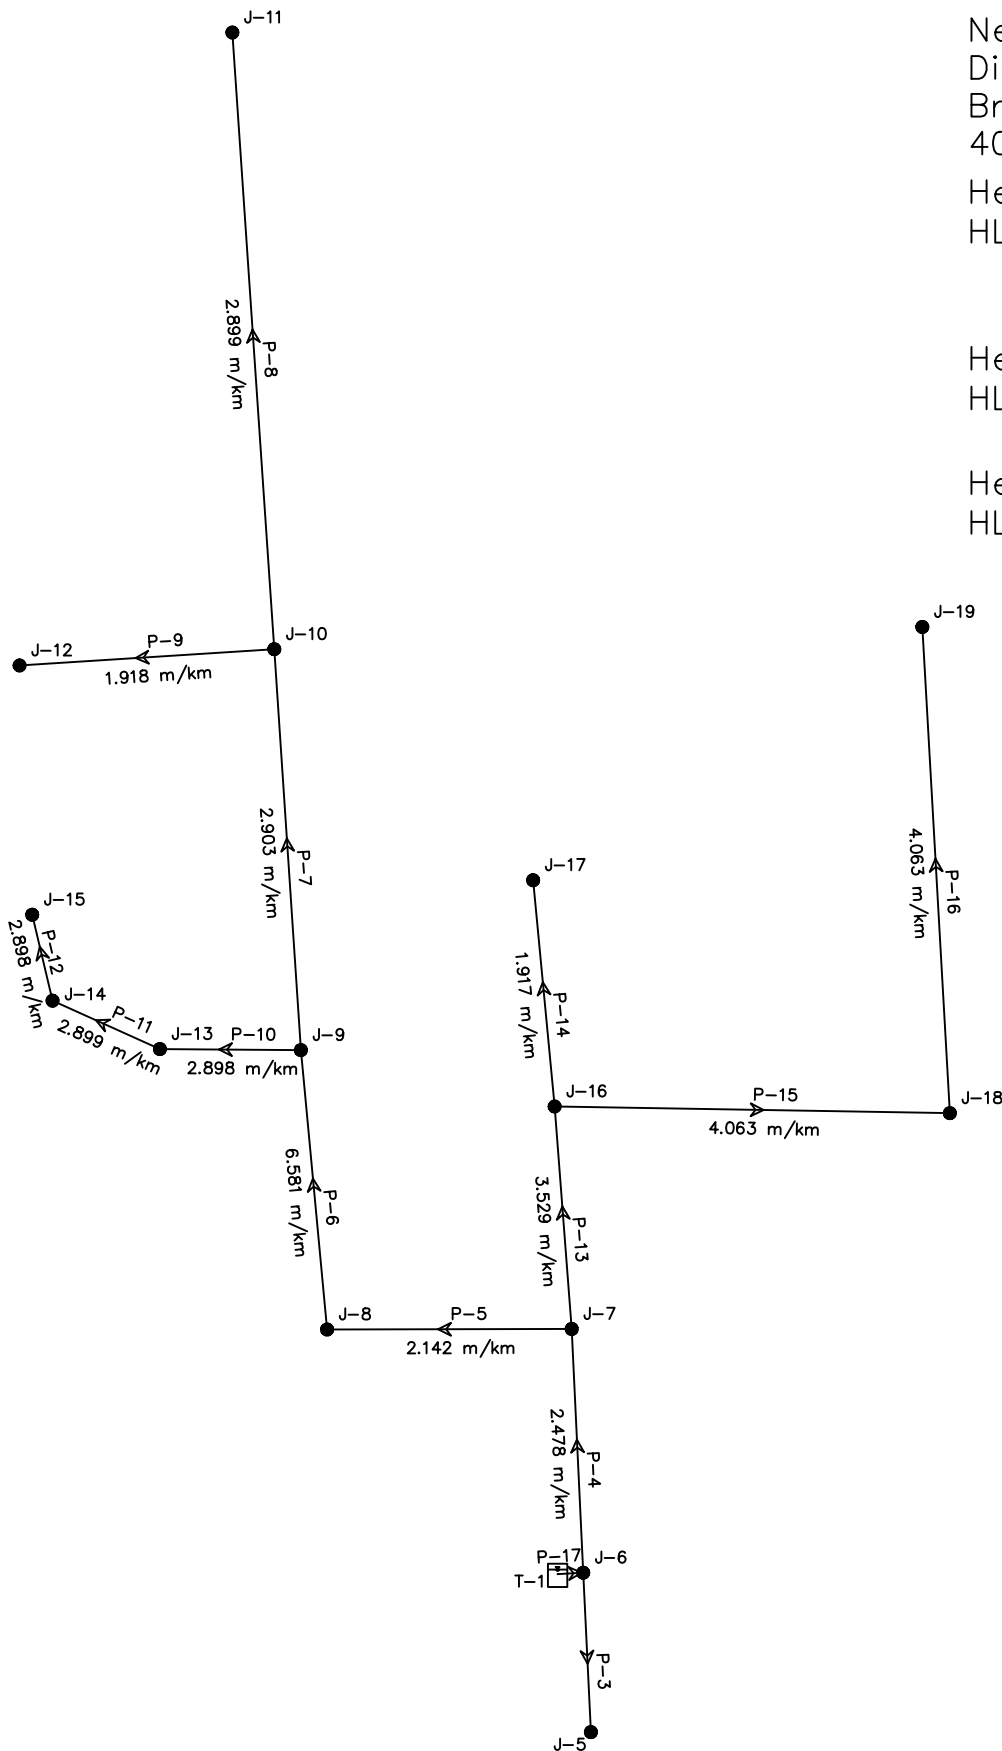 J-11
Ne
Di
Br
40
He
HL
2.899 m/km
P-8
He
HL
He
HL
J-19
J-10
J-12
P-9
1.918 m/km
2.903 m/km
P-7
4.063 m/km
P-16
J-17
J-15
2.898 m/km
P-12
J-14
P-11
2.899 m/km
J-13
P-10
2.898 m/km
J-9
1.917 m/km
P-14
J-16
P-15
4.063 m/km
J-18
6.581 m/km
P-6
3.529 m/km
P-13
J-8
P-5
2.142 m/km
J-7
2.478 m/km
P-4
P-17
J-6
T-1
P-3
J-5